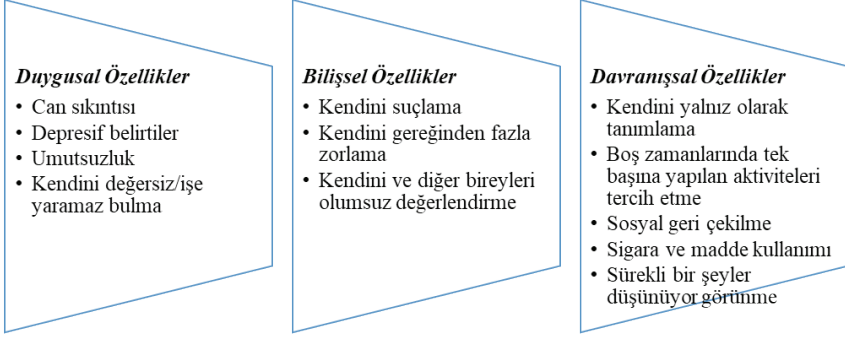 Duygusal Özellikler
• Can sıkıntısı
• Depresif belirtiler
• Umutsuzluk
• Kendini değersiz/işe
yaramaz bulma
Bilişsel Özellikler
• Kendini suçlama
• Kendini gereğinden fazla
zorlama
• Kendini ve diğer bireyleri
olumsuz değerlendirme
Davranışsal Özellikler
• Kendini yalnız olarak
tanımlama
• Boş zamanlarında tek
başına yapılan aktiviteleri
tercih etme
• Sosyal geri çekilme
• Sigara ve madde kullanımı
• Sürekli bir şeyler
düşünüyor görünme